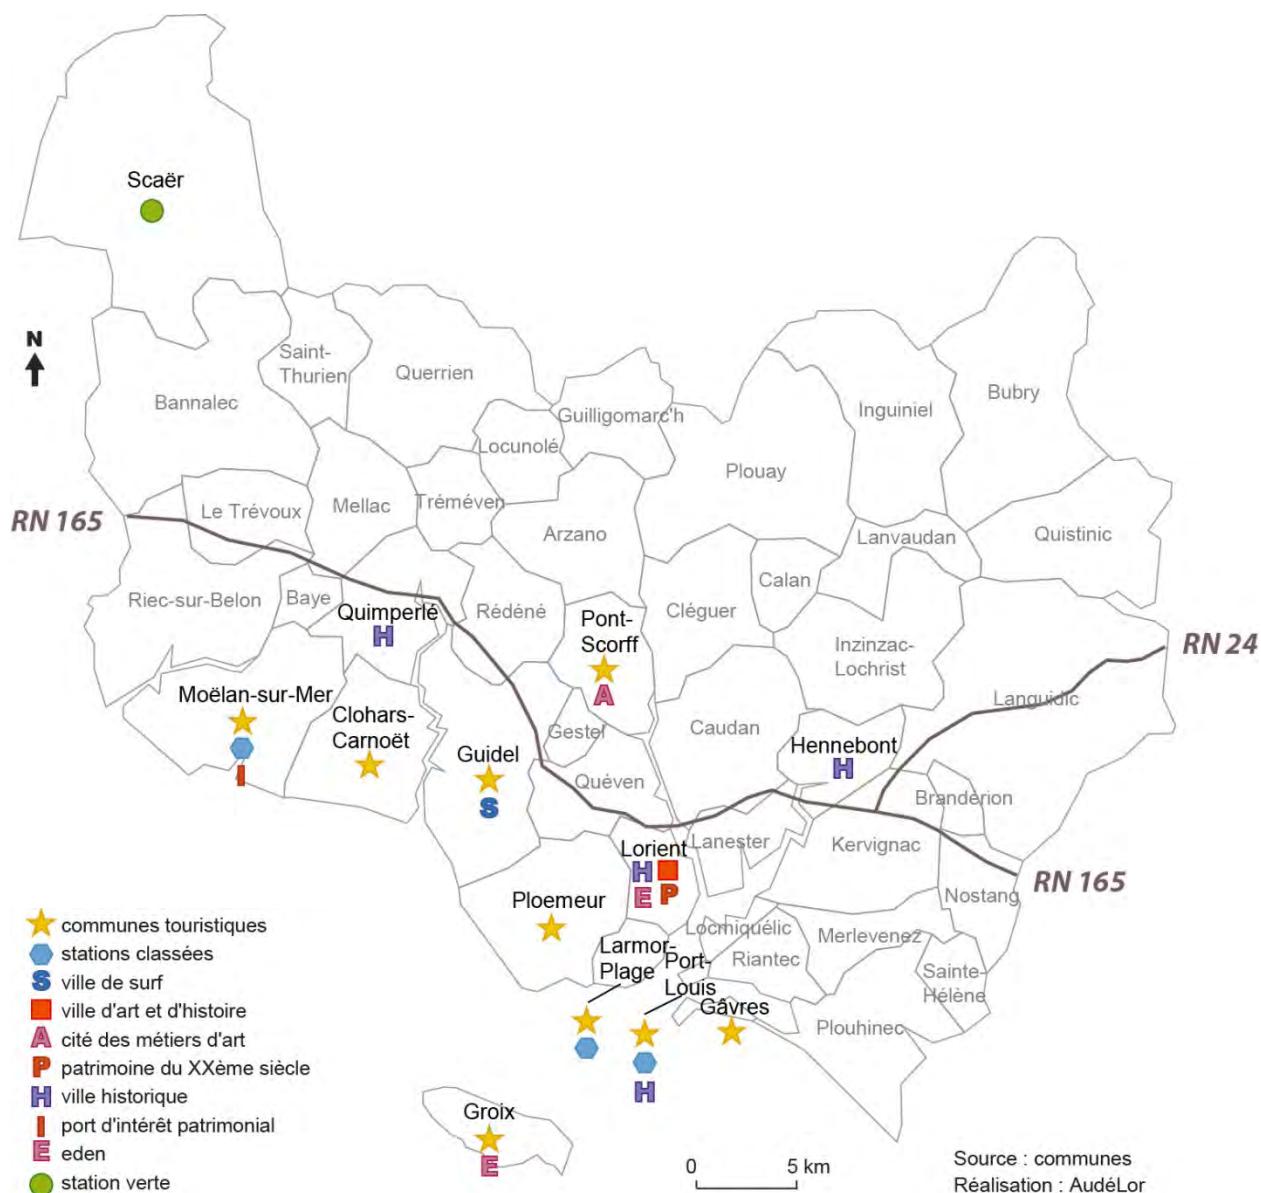 Scaër
N
Saint-
Thurien
Querrien
Bannalec
Guilligomarc'h
Inguiniel
Bubry
Locunolé
Plouay
RN 165
Le Trévoux
Mellac
Tréméven
Arzano
Lanvaudan
Quistinic
Calan
Riec-sur-Belon
Baye
Quimperlé
H
Rédéné
Pont-
Scorff
A
Cléguer
Inzinzac-
Lochrist
RN 24
Moëlan-sur-Mer
I
Clohars-
Carnoët
Languidic
Gestel
Caudan
Hennebont
H
Guidel
S
Quéven
Brandérion
Lorient
H
E P
Lanester
Kervignac
RN 165
Nostang
Ploemeur
Locmiquélic
Merlevenez
Larmor-
Plage
Port-
Louis
H
Riantec
Sainte-
Hélène
Gâvres
Plouhinec
Groix
E
communes touristiques
stations classées
S ville de surf
ville d'art et d'histoire
A cité des métiers d'art
P patrimoine du XXème siècle
H ville historique
I port d'intérêt patrimonial
E eden
station verte
0 5 km
Source : communes
Réalisation : AudéLor